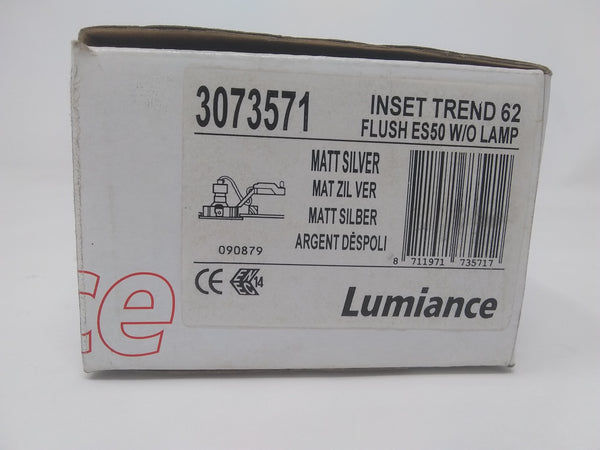 3073571
INSET TREND 62
FLUSH ES50 W/O LAMP
MATT SILVER
MAT ZIL VER
MATT SILBER
ARGENT DÉSPOLI
090879
8 711971 735717
CE ENEC 14
Lumiance
ce